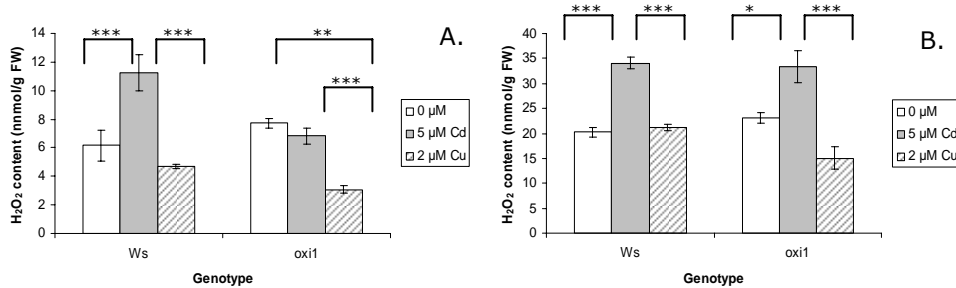 *** *** ** *** A.
14
12
10
8
6
4
2
0
H₂O₂ content (nnmol/g FW)
Ws oxi1
Genotype
0 µM
5 µM Cd
2 µM Cu
*** *** * *** B.
40
35
30
25
20
15
10
5
0
H₂O₂ content (nnmol/g FW)
Ws oxi1
Genotype
0 µM
5 µM Cd
2 µM Cu